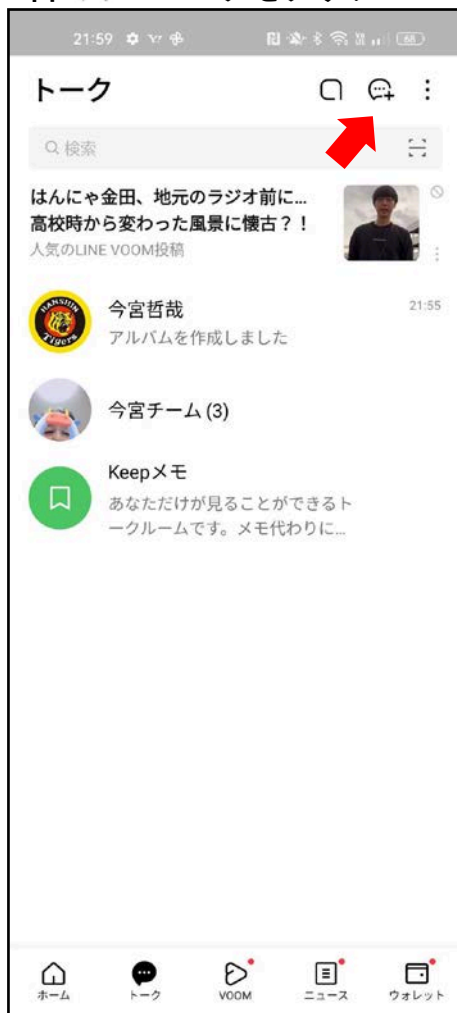 21:59
68
トーク
検索
はんにゃ金田、地元のラジオ前に...
高校時から変わった風景に懐古？！
人気のLINE VOOM投稿
HANSHIN
Tigers
今宮哲哉
21:55
アルバムを作成しました
今宮チーム (3)
Keepメモ
あなただけが見ることができるト
ークルームです。メモ代わりに...
ホーム
トーク
VOOM
ニュース
ウォレット